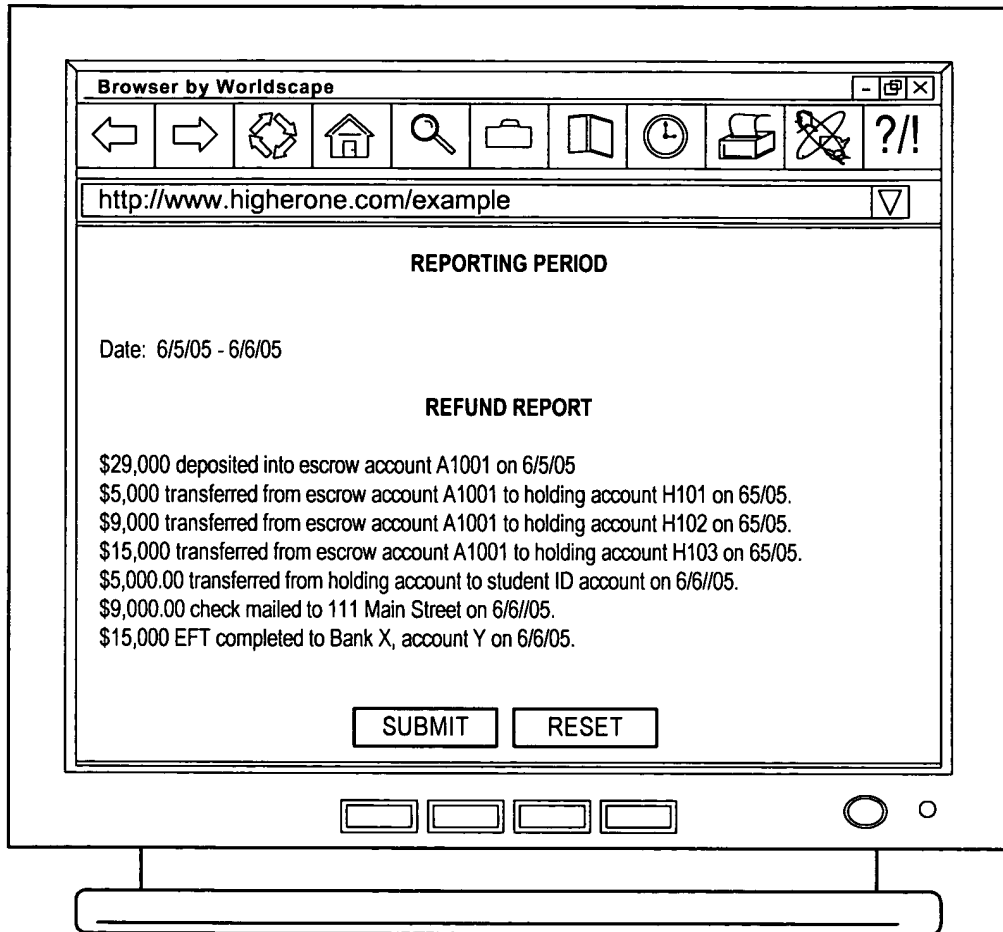 Browser by Worldscape
?/!
http://www.higherone.com/example
REPORTING PERIOD
Date: 6/5/05 - 6/6/05
REFUND REPORT
$29,000 deposited into escrow account A1001 on 6/5/05
$5,000 transferred from escrow account A1001 to holding account H101 on 65/05.
$9,000 transferred from escrow account A1001 to holding account H102 on 65/05.
$15,000 transferred from escrow account A1001 to holding account H103 on 65/05.
$5,000.00 transferred from holding account to student ID account on 6/6//05.
$9,000.00 check mailed to 111 Main Street on 6/6//05.
$15,000 EFT completed to Bank X, account Y on 6/6/05.
SUBMIT RESET